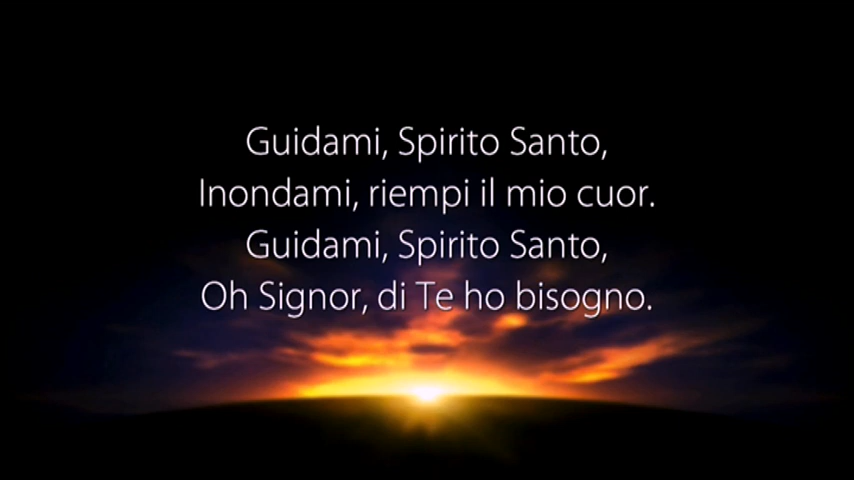 Guidami, Spirito Santo,
Inondami, riempi il mio cuor.
Guidami, Spirito Santo,
Oh Signor, di Te ho bisogno.